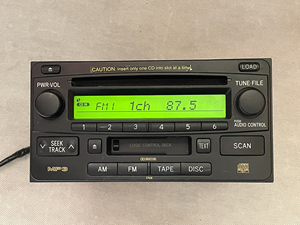 CAUTION Insert only one CD into slot at a time
LOAD
PWR·VOL
TUNE·FILE
FM1 1ch 87.5
1 2 3 4 5 6
AUDIO CONTROL
SEEK
TRACK
TEXT
SCAN
MP3
AM FM TAPE DISC